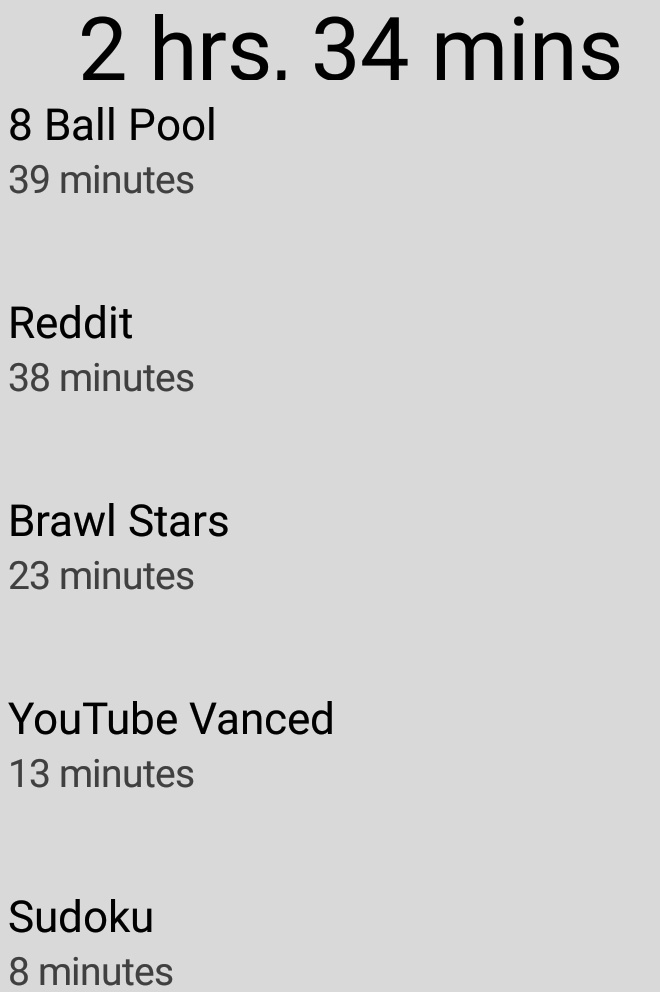 2 hrs. 34 mins
8 Ball Pool
39 minutes
Reddit
38 minutes
Brawl Stars
23 minutes
YouTube Vanced
13 minutes
Sudoku
8 minutes